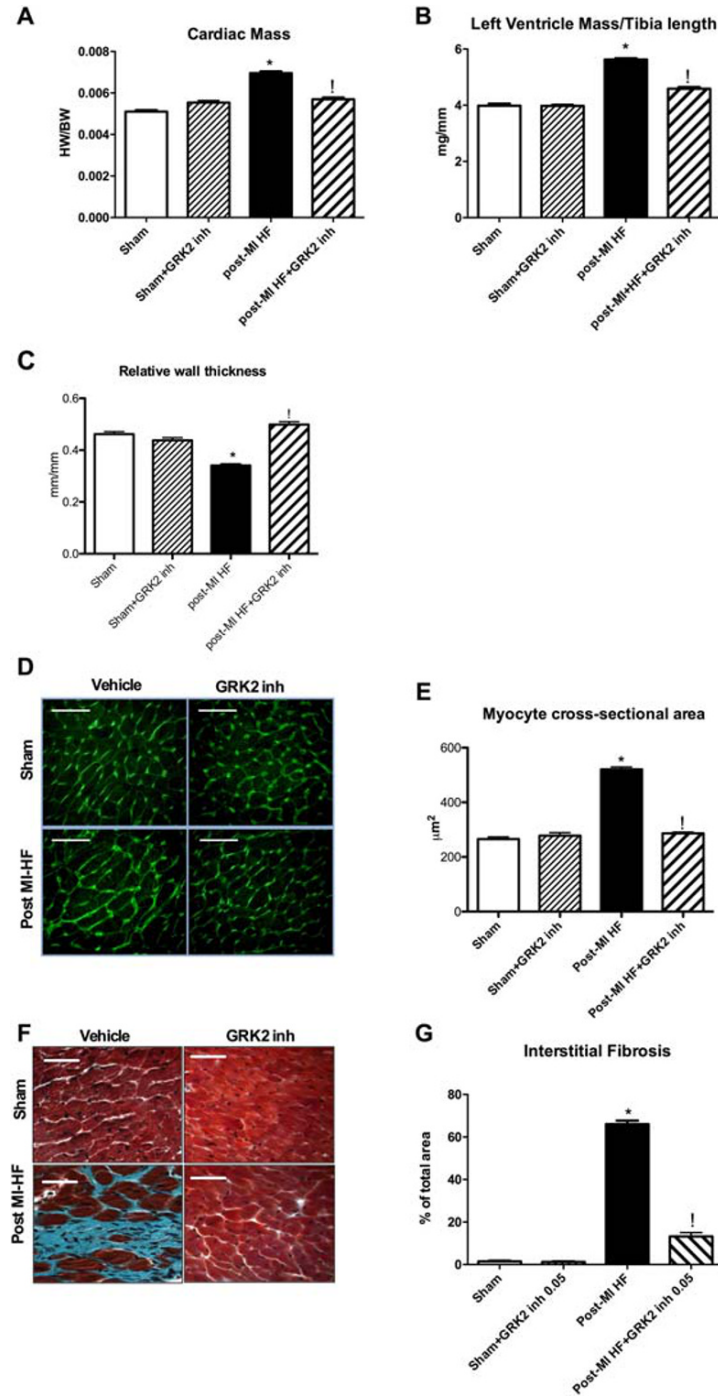 A
Cardiac Mass
HW/BW
0.008
0.006
0.004
0.002
0.000
*
!
Sham
Sham+GRK2 inh
post-MI HF
post-MI HF+GRK2 inh
B
Left Ventricle Mass/Tibia length
mg/mm
6
4
2
0
*
!
Sham
Sham+GRK2 inh
post-MI HF
post-MI+HF+GRK2 inh
C
Relative wall thickness
mm/mm
0.6
0.4
0.2
0.0
*
!
Sham
Sham+GRK2 inh
post-MI HF
post-MI HF+GRK2 inh
D
Vehicle
GRK2 inh
Sham
Post MI-HF
E
Myocyte cross-sectional area
μm²
600
400
200
0
*
!
Sham
Sham+GRK2 inh
Post-MI HF
Post-MI HF+GRK2 inh
F
Vehicle
GRK2 inh
Sham
Post MI-HF
G
Interstitial Fibrosis
% of total area
80
60
40
20
0
*
!
Sham
Sham+GRK2 inh 0.05
Post-MI HF
Post-MI HF+GRK2 inh 0.05